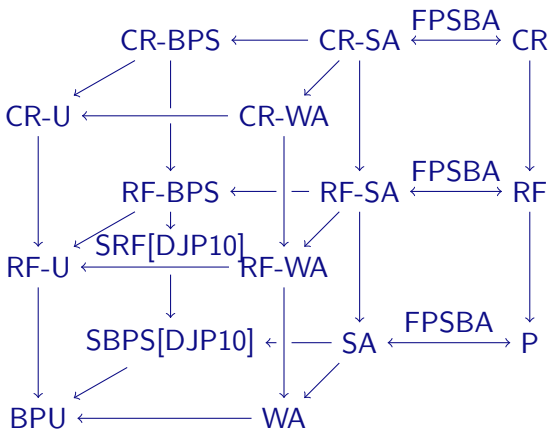 CR-BPS CR-SA FPSBA CR
CR-U CR-WA
RF-BPS RF-SA FPSBA RF
SRF[DJP10]
RF-U RF-WA
SBPS[DJP10] SA FPSBA P
BPU WA